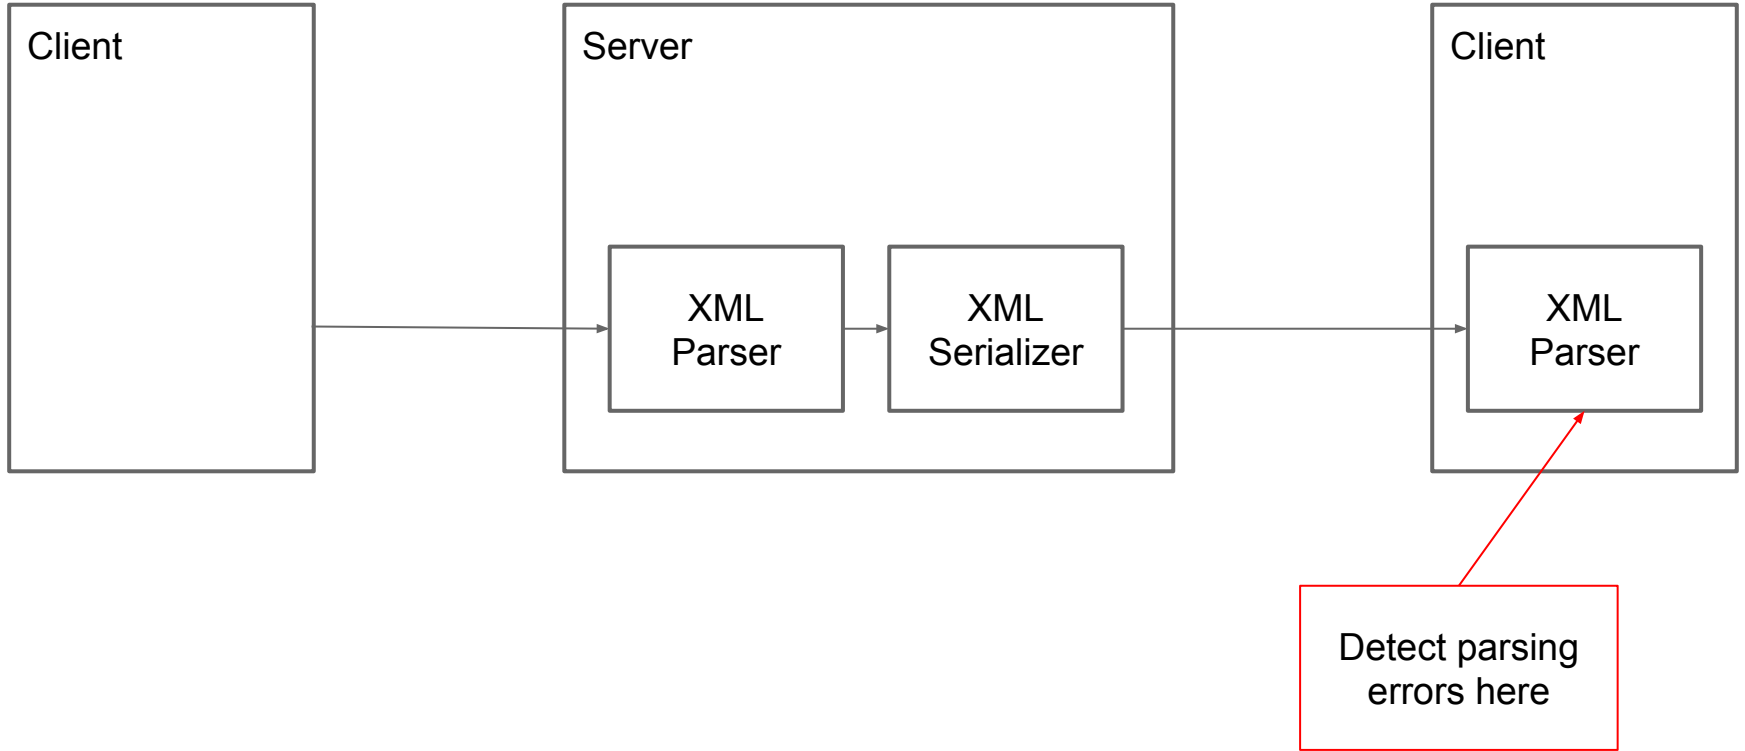 Client
Server
Client
XML
Parser
XML
Serializer
XML
Parser
Detect parsing
errors here